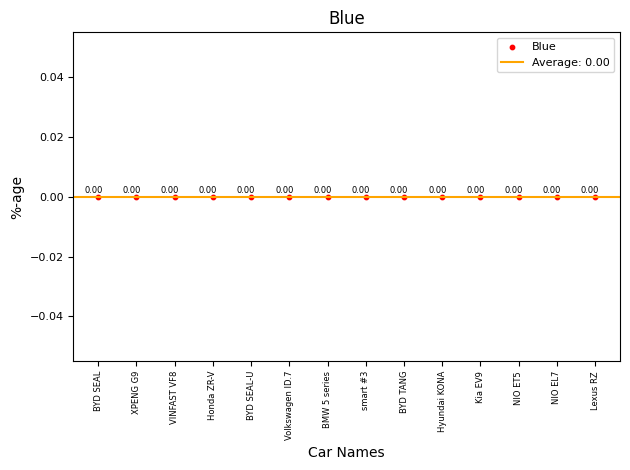 Blue
Blue
Average: 0.00
%-age
0.04
0.02
0.00
−0.02
−0.04
0.00 0.00 0.00 0.00 0.00 0.00 0.00 0.00 0.00 0.00 0.00 0.00 0.00 0.00
BYD SEAL
XPENG G9
VINFAST VF8
Honda ZR-V
BYD SEAL-U
Volkswagen ID.7
BMW 5 series
smart #3
BYD TANG
Hyundai KONA
Kia EV9
NIO ET5
NIO EL7
Lexus RZ
Car Names